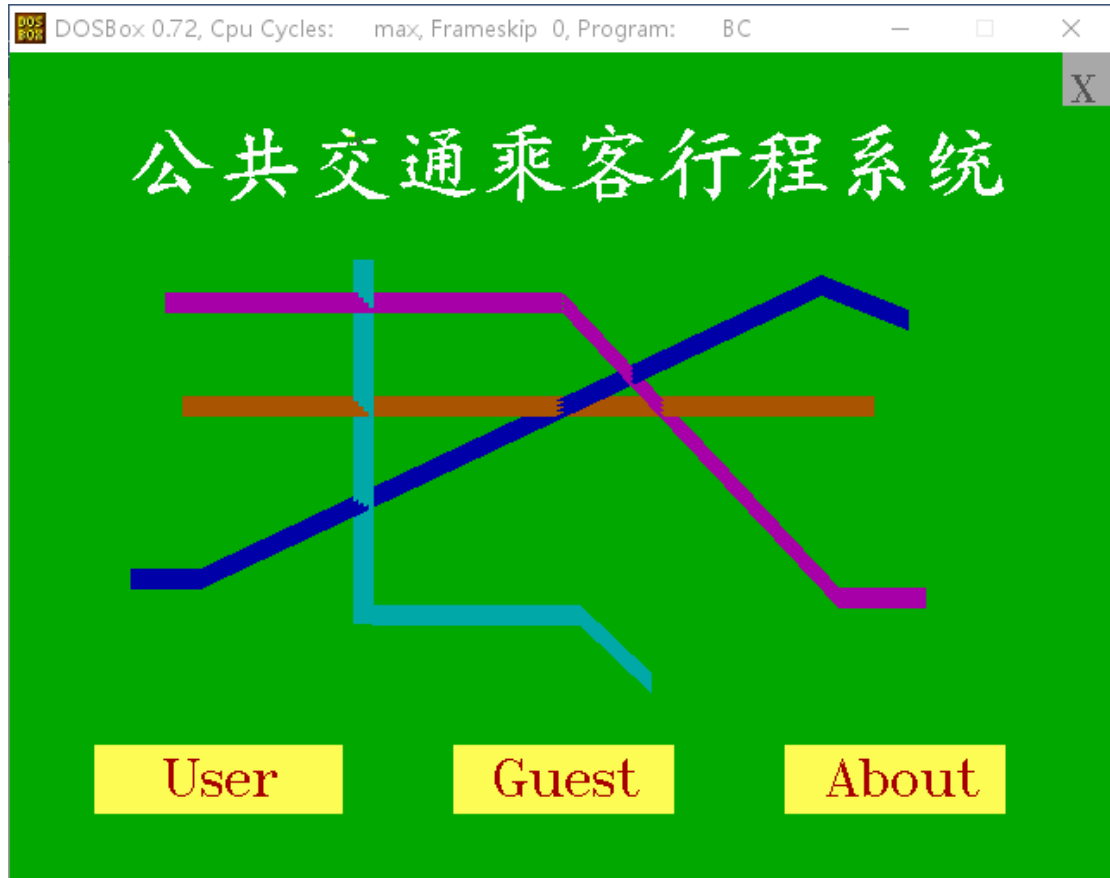 DOSBox 0.72, Cpu Cycles: max, Frameskip 0, Program: BC
X
公共交通乘客行程系统
User Guest About